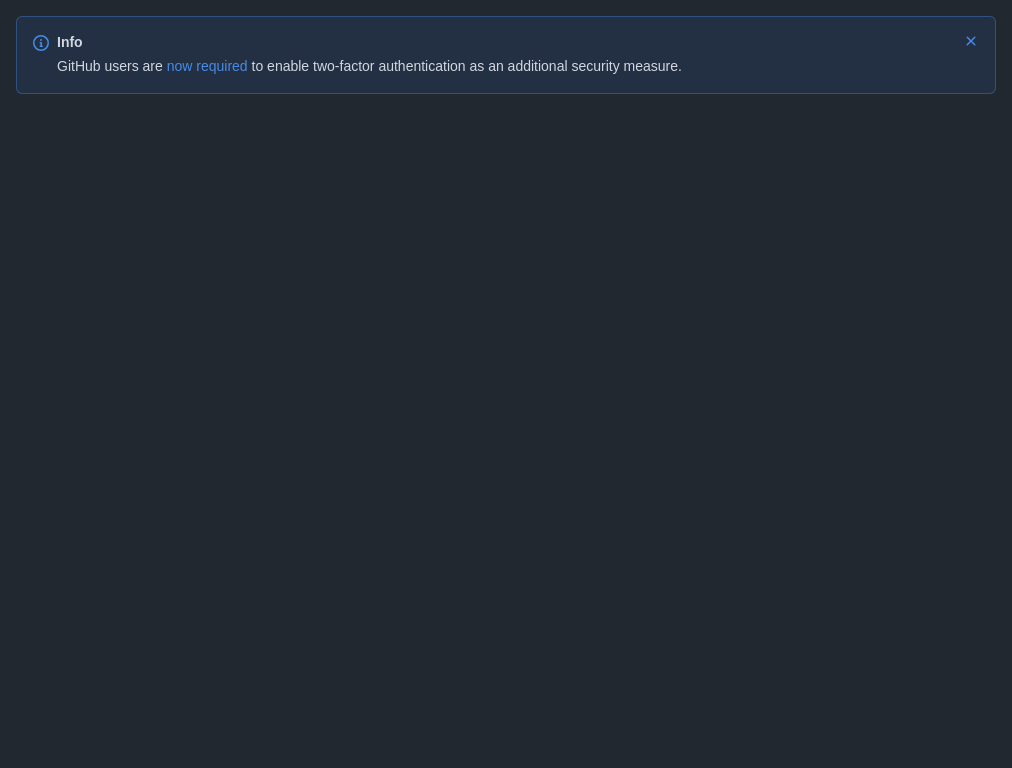 Info
GitHub users are now required to enable two-factor authentication as an additional security measure.